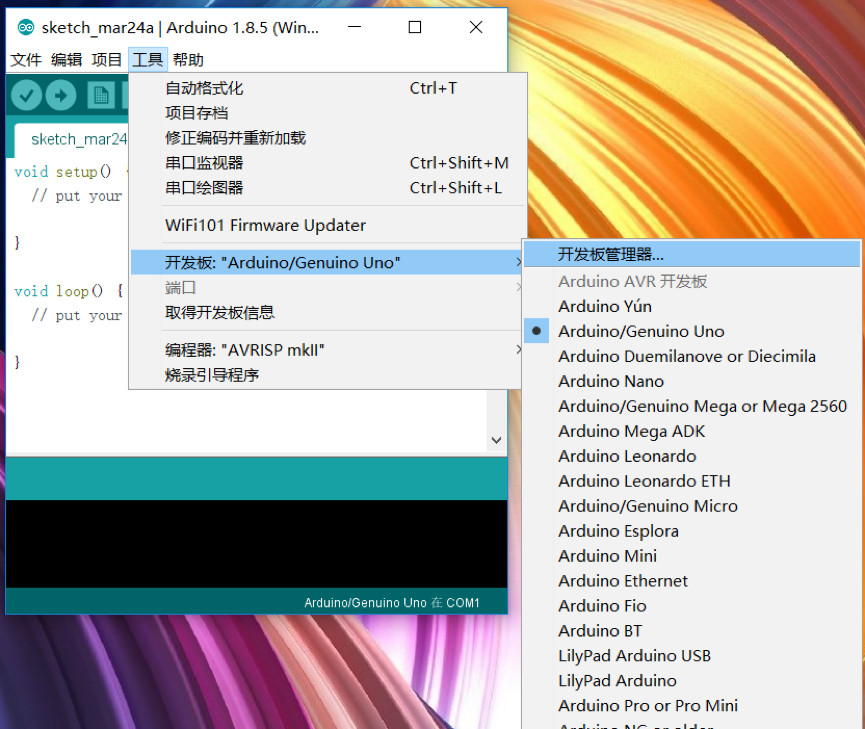 sketch_mar24a | Arduino 1.8.5 (Win...
文件 编辑 项目 工具 帮助
sketch_mar24
void setup()
// put your
}
void loop() {
// put your
}
自动格式化 Ctrl+T
项目存档
修正编码并重新加载
串口监视器 Ctrl+Shift+M
串口绘图器 Ctrl+Shift+L
WiFi101 Firmware Updater
开发板: "Arduino/Genuino Uno"
端口
取得开发板信息
编程器: "AVRISP mkII"
烧录引导程序
开发板管理器...
Arduino AVR 开发板
Arduino Yún
Arduino/Genuino Uno
Arduino Duemilanove or Diecimila
Arduino Nano
Arduino/Genuino Mega or Mega 2560
Arduino Mega ADK
Arduino Leonardo
Arduino Leonardo ETH
Arduino/Genuino Micro
Arduino Esplora
Arduino Mini
Arduino Ethernet
Arduino Fio
Arduino BT
LilyPad Arduino USB
LilyPad Arduino
Arduino Pro or Pro Mini
Arduino NG or older
Arduino/Genuino Uno 在 COM1